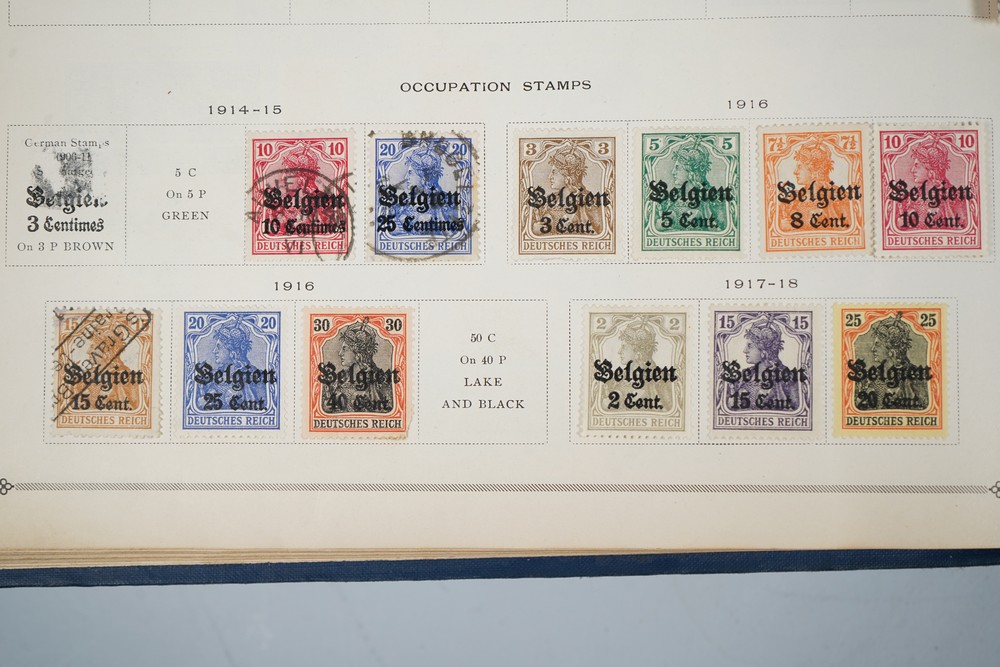 OCCUPATION STAMPS
1914-15
German Stamps
Belgien
3 Centimes
On 3 P BROWN
5 C
On 5 P
GREEN
10 10
Belgien
10 Centimes
DEUTSCHES REICH
20 20
Belgien
25 Centimes
DEUTSCHES REICH
1916
3 3
Belgien
3 Cent.
DEUTSCHES REICH
5 5
Belgien
5 Cent.
DEUTSCHES REICH
7½ 7½
Belgien
8 Cent.
DEUTSCHES REICH
10 10
Belgien
10 Cent.
DEUTSCHES REICH
1916
15
Belgien
15 Cent.
DEUTSCHES REICH
20 20
Belgien
25 Cent.
DEUTSCHES REICH
30 30
Belgien
40 Cent.
DEUTSCHES REICH
50 C
On 40 P
LAKE
AND BLACK
1917-18
2 2
Belgien
2 Cent.
DEUTSCHES REICH
15 15
Belgien
15 Cent.
DEUTSCHES REICH
25 25
Belgien
20 Cent.
DEUTSCHES REICH